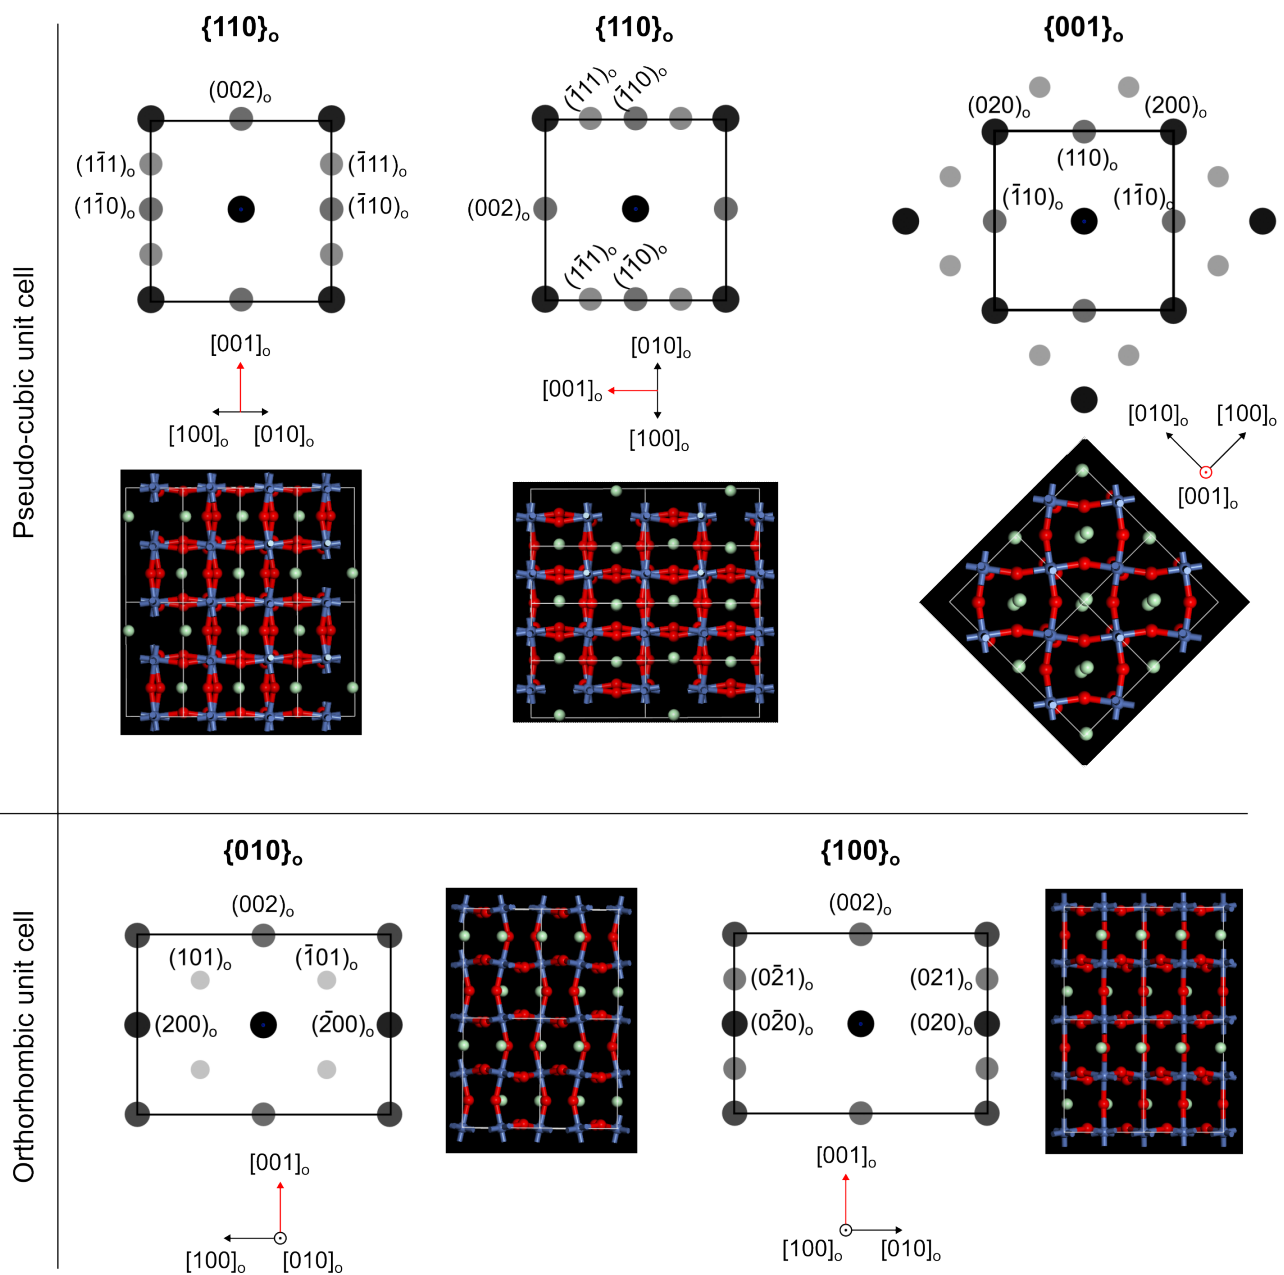 {110}ₒ
{110}ₒ
{001}ₒ
Pseudo-cubic unit cell
(002)ₒ
(11̄1)ₒ
(1̄11)ₒ
(11̄0)ₒ
(1̄10)ₒ
[001]ₒ
[100]ₒ
[010]ₒ
(1̄11)ₒ
(1̄10)ₒ
(002)ₒ
(11̄1)ₒ
(11̄0)ₒ
[010]ₒ
[001]ₒ
[100]ₒ
(020)ₒ
(200)ₒ
(110)ₒ
(1̄10)ₒ
(11̄0)ₒ
[010]ₒ
[100]ₒ
[001]ₒ
Orthorhombic unit cell
{010}ₒ
(002)ₒ
(101)ₒ
(1̄01)ₒ
(200)ₒ
(2̄00)ₒ
[001]ₒ
[100]ₒ
[010]ₒ
{100}ₒ
(002)ₒ
(02̄1)ₒ
(021)ₒ
(02̄0)ₒ
(020)ₒ
[001]ₒ
[100]ₒ
[010]ₒ